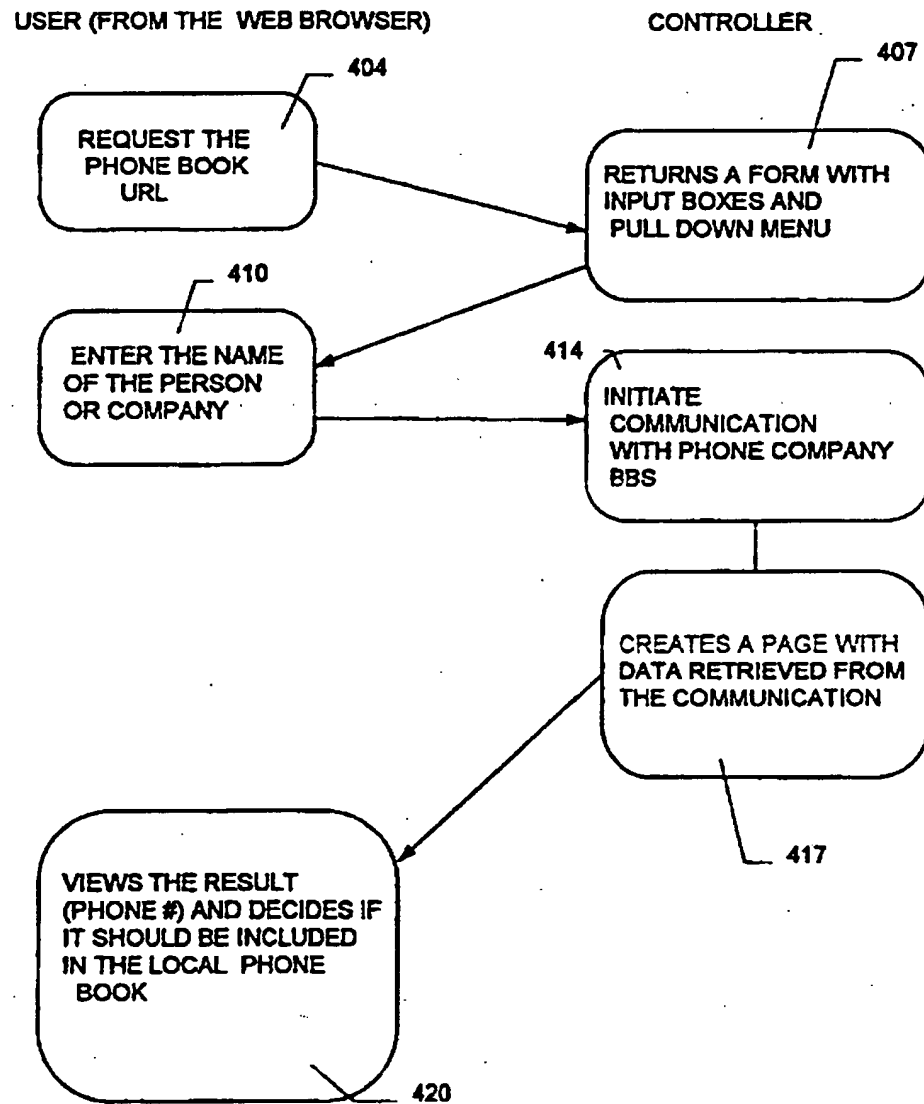 USER (FROM THE WEB BROWSER)
CONTROLLER
404
407
REQUEST THE
PHONE BOOK
URL
RETURNS A FORM WITH
INPUT BOXES AND
PULL DOWN MENU
410
ENTER THE NAME
OF THE PERSON
OR COMPANY
414
INITIATE
COMMUNICATION
WITH PHONE COMPANY
BBS
CREATES A PAGE WITH
DATA RETRIEVED FROM
THE COMMUNICATION
417
VIEWS THE RESULT
(PHONE #) AND DECIDES IF
IT SHOULD BE INCLUDED
IN THE LOCAL PHONE
BOOK
420